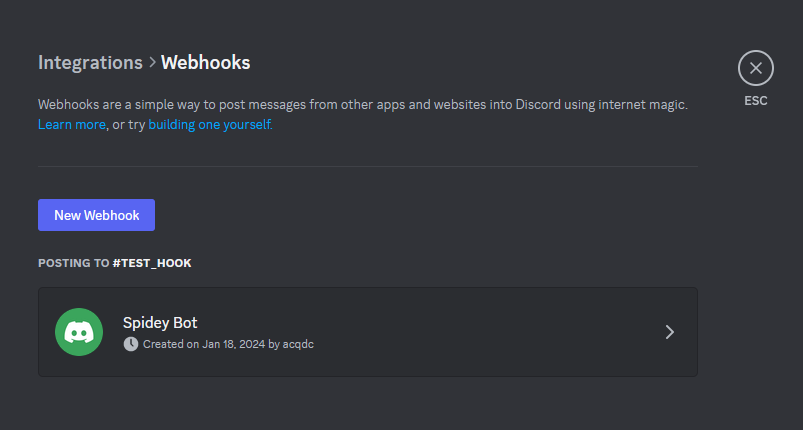 Integrations > Webhooks
Webhooks are a simple way to post messages from other apps and websites into Discord using internet magic.
Learn more, or try building one yourself.
ESC
New Webhook
POSTING TO #TEST_HOOK
Spidey Bot
Created on Jan 18, 2024 by acqdc